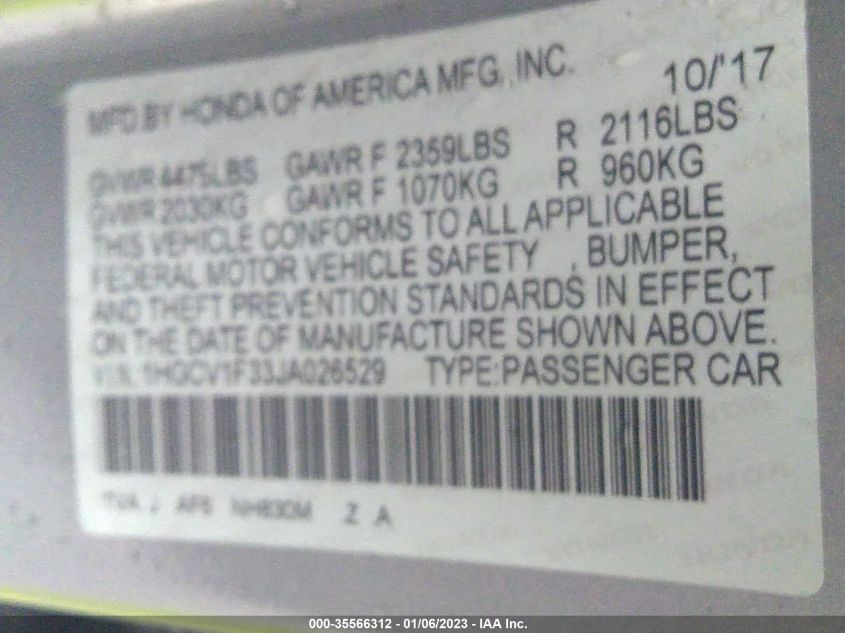 MFD.BY HONDA OF AMERICA MFG.,INC. 10/'17
GVWR 4475LBS GAWR F 2359LBS R 2116LBS
GVWR 2030KG GAWR F 1070KG R 960KG
THIS VEHICLE CONFORMS TO ALL APPLICABLE
FEDERAL MOTOR VEHICLE SAFETY , BUMPER,
AND THEFT PREVENTION STANDARDS IN EFFECT
ON THE DATE OF MANUFACTURE SHOWN ABOVE.
V.I.N. 1HGCV1F33JA026529 TYPE:PASSENGER CAR
TVA J AF6 NH830M Z A
000-35566312 - 01/06/2023 - IAA Inc.